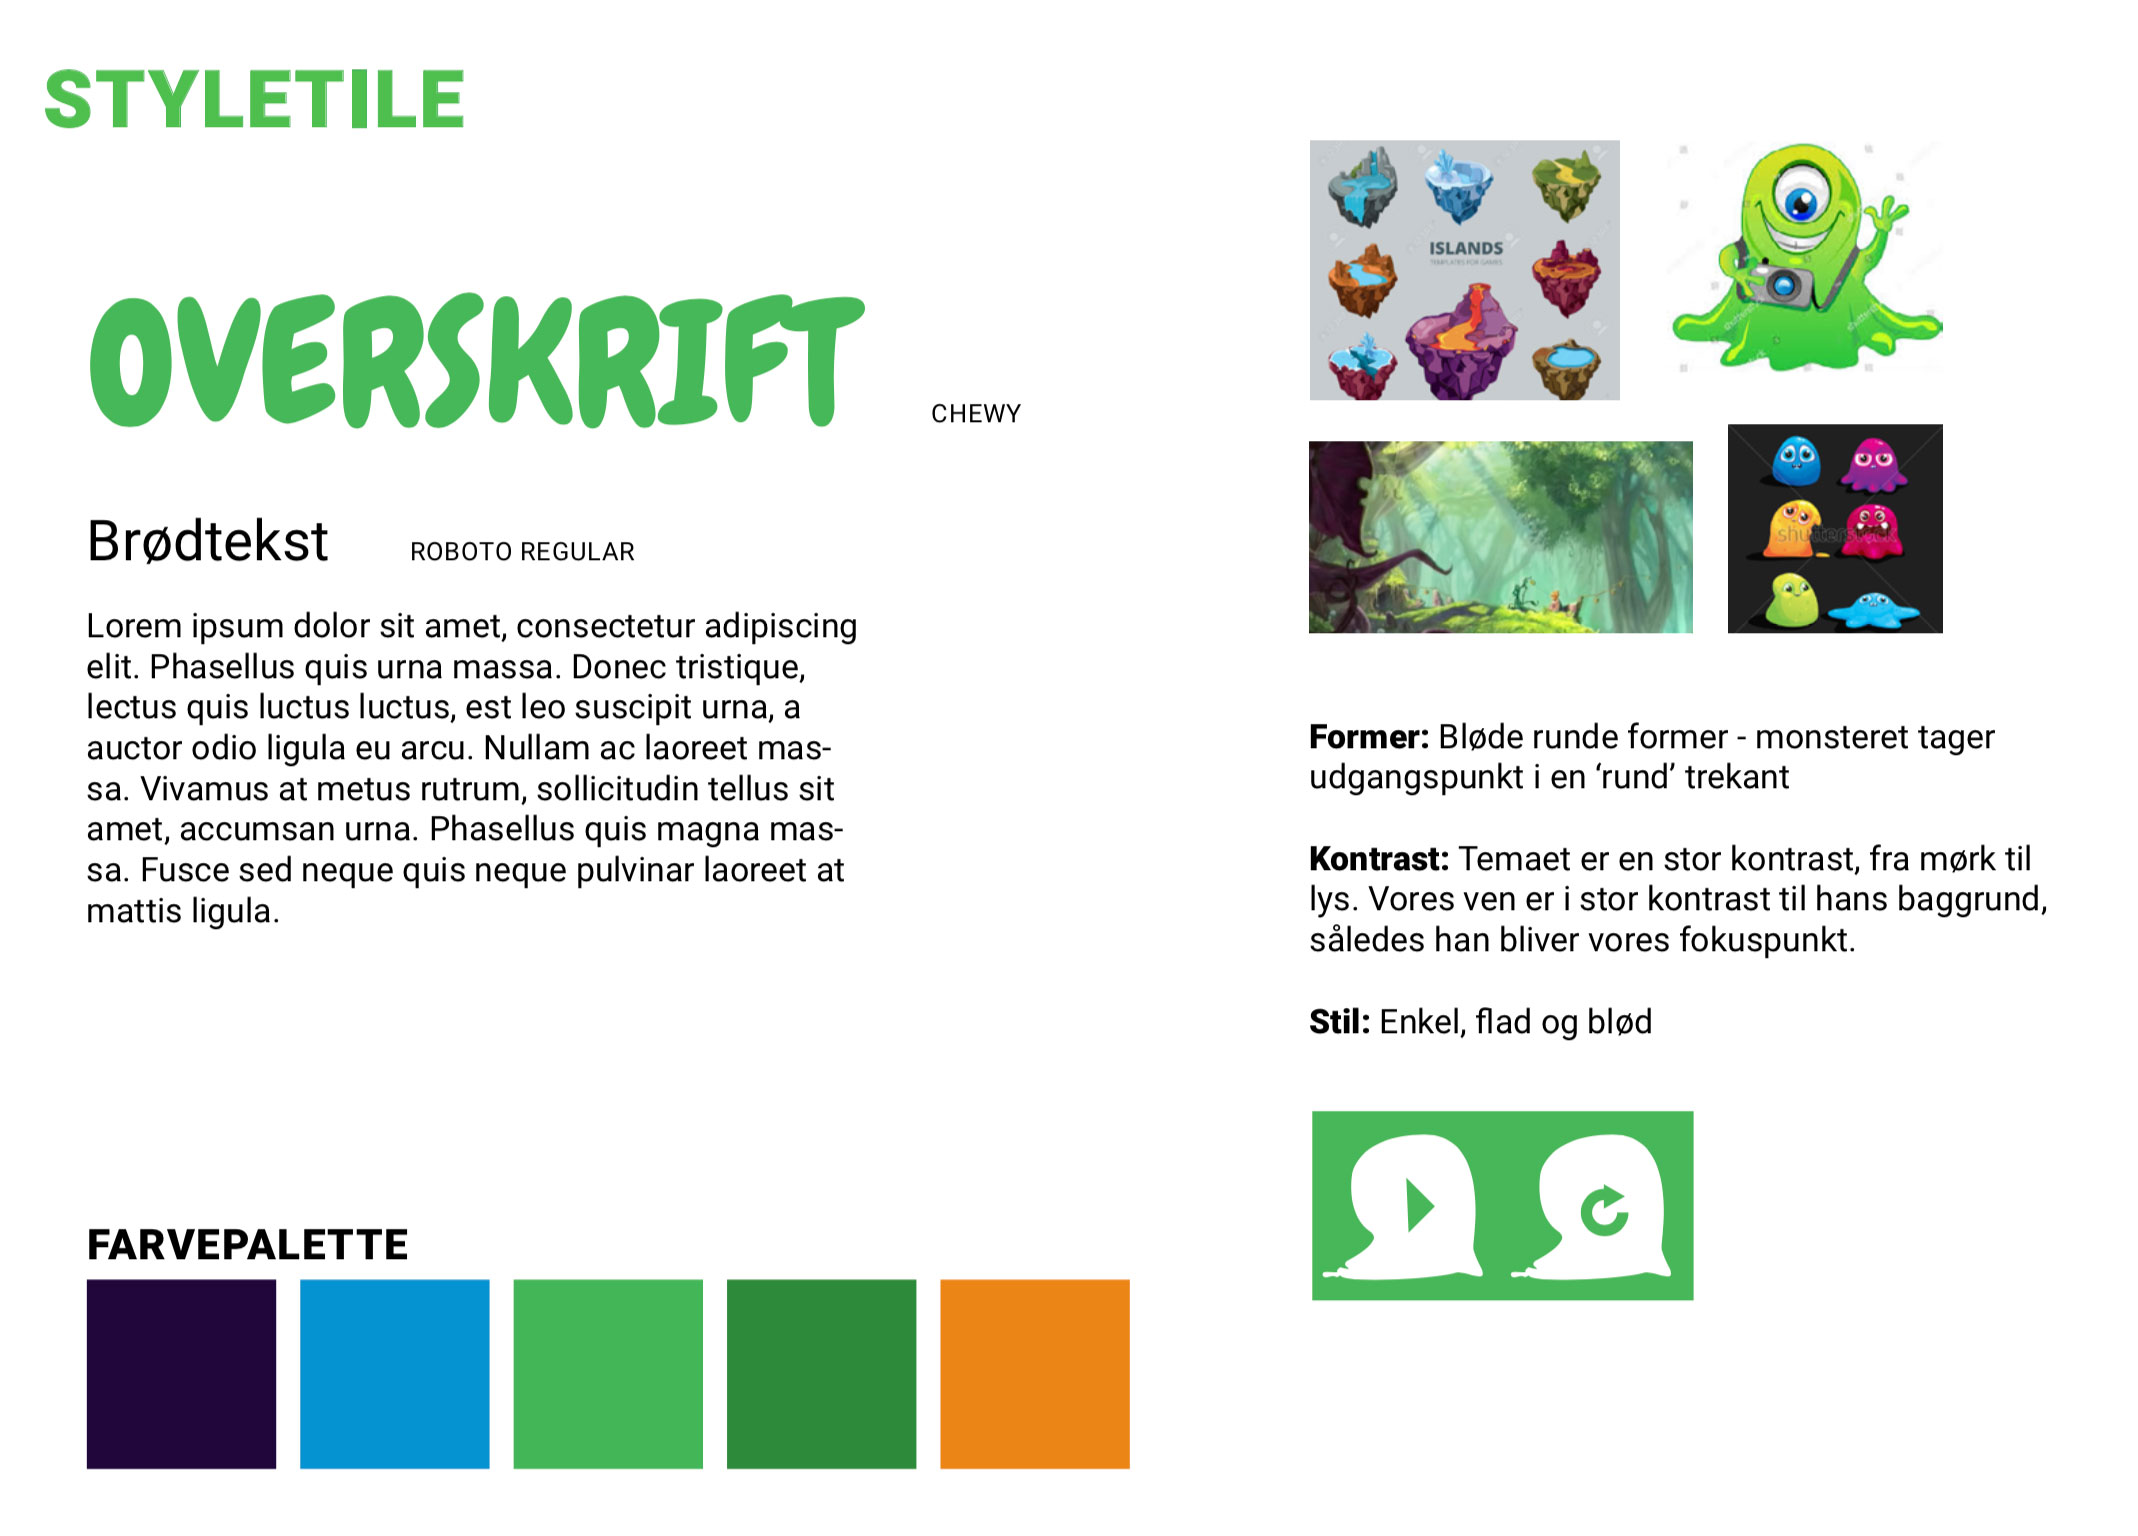 STYLETILE
OVERSKRIFT
CHEWY
Brødtekst
ROBOTO REGULAR
Lorem ipsum dolor sit amet, consectetur adipiscing
elit. Phasellus quis urna massa. Donec tristique,
lectus quis luctus luctus, est leo suscipit urna, a
auctor odio ligula eu arcu. Nullam ac laoreet mas-
sa. Vivamus at metus rutrum, sollicitudin tellus sit
amet, accumsan urna. Phasellus quis magna mas-
sa. Fusce sed neque quis neque pulvinar laoreet at
mattis ligula.
FARVEPALETTE
ISLANDS
TEMPLATES FOR GAMES
shutterstock
Former: Bløde runde former - monsteret tager
udgangspunkt i en ‘rund’ trekant
Kontrast: Temaet er en stor kontrast, fra mørk til
lys. Vores ven er i stor kontrast til hans baggrund,
således han bliver vores fokuspunkt.
Stil: Enkel, flad og blød